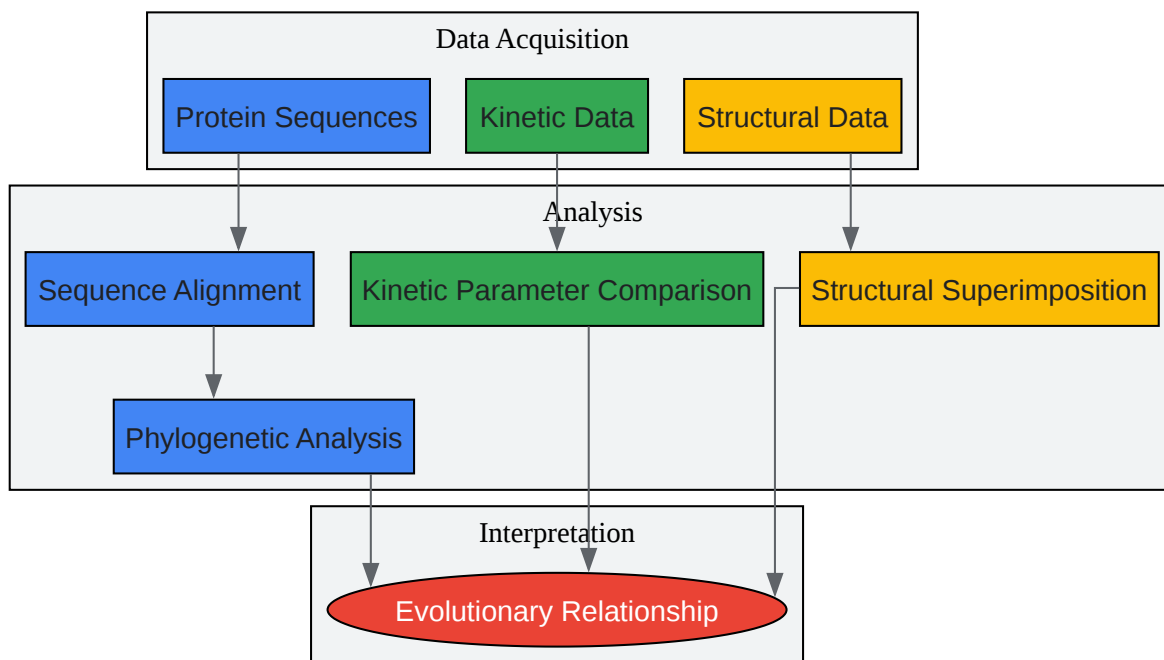 Data Acquisition
Protein Sequences
Kinetic Data
Structural Data
Analysis
Sequence Alignment
Kinetic Parameter Comparison
Structural Superimposition
Phylogenetic Analysis
Interpretation
Evolutionary Relationship